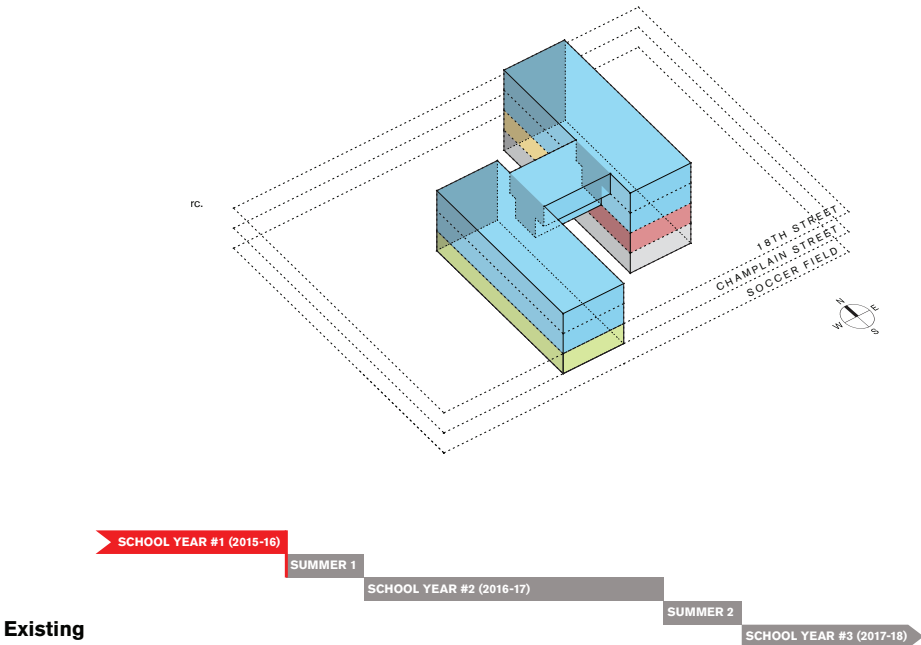 rc.
18TH STREET
CHAMPLAIN STREET
SOCCER FIELD
N
E
W
S
SCHOOL YEAR #1 (2015-16)
SUMMER 1
SCHOOL YEAR #2 (2016-17)
SUMMER 2
Existing
SCHOOL YEAR #3 (2017-18)